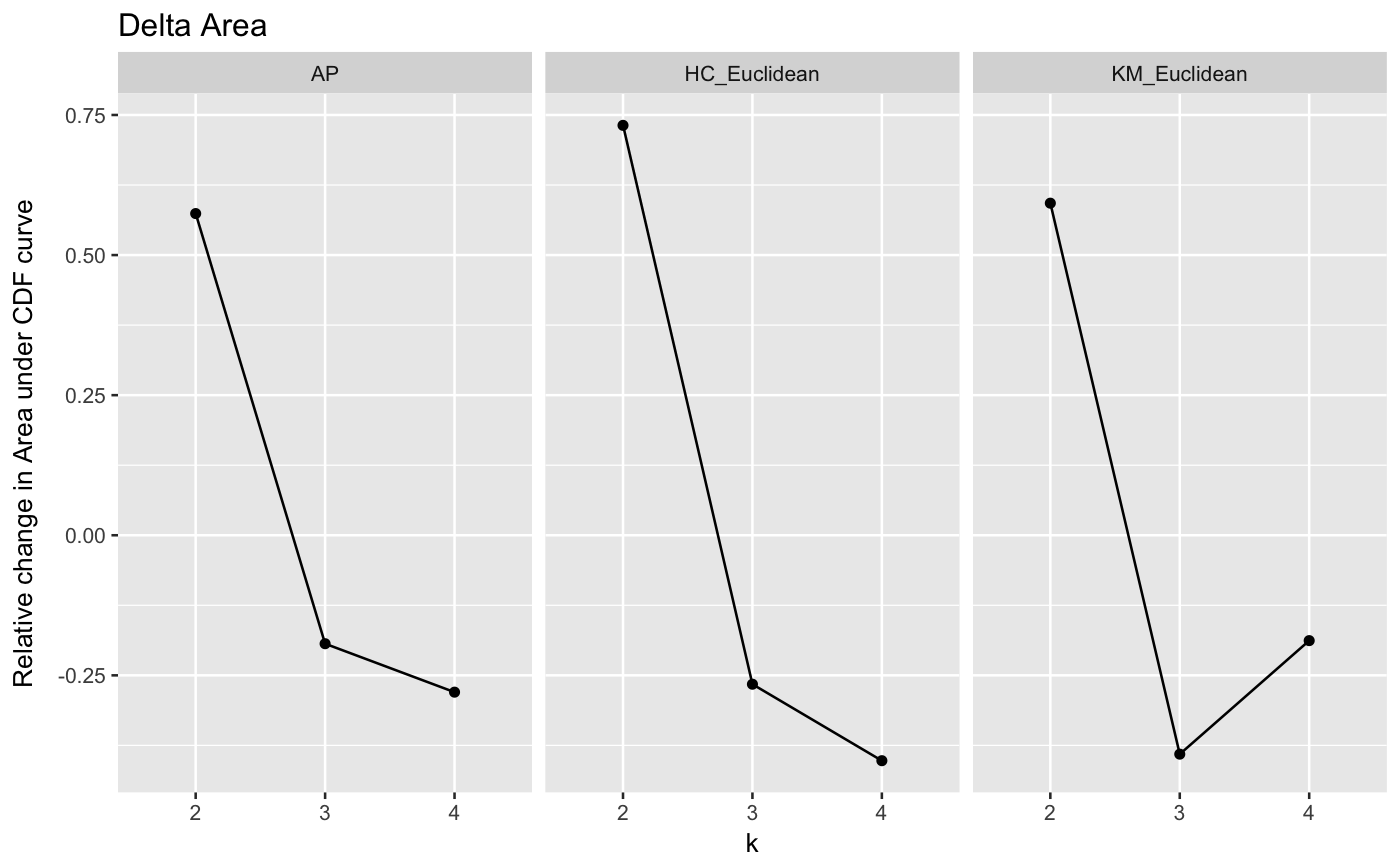 Delta Area
AP
HC_Euclidean
KM_Euclidean
Relative change in Area under CDF curve
0.75
0.50
0.25
0.00
-0.25
2 3 4
2 3 4
2 3 4
k